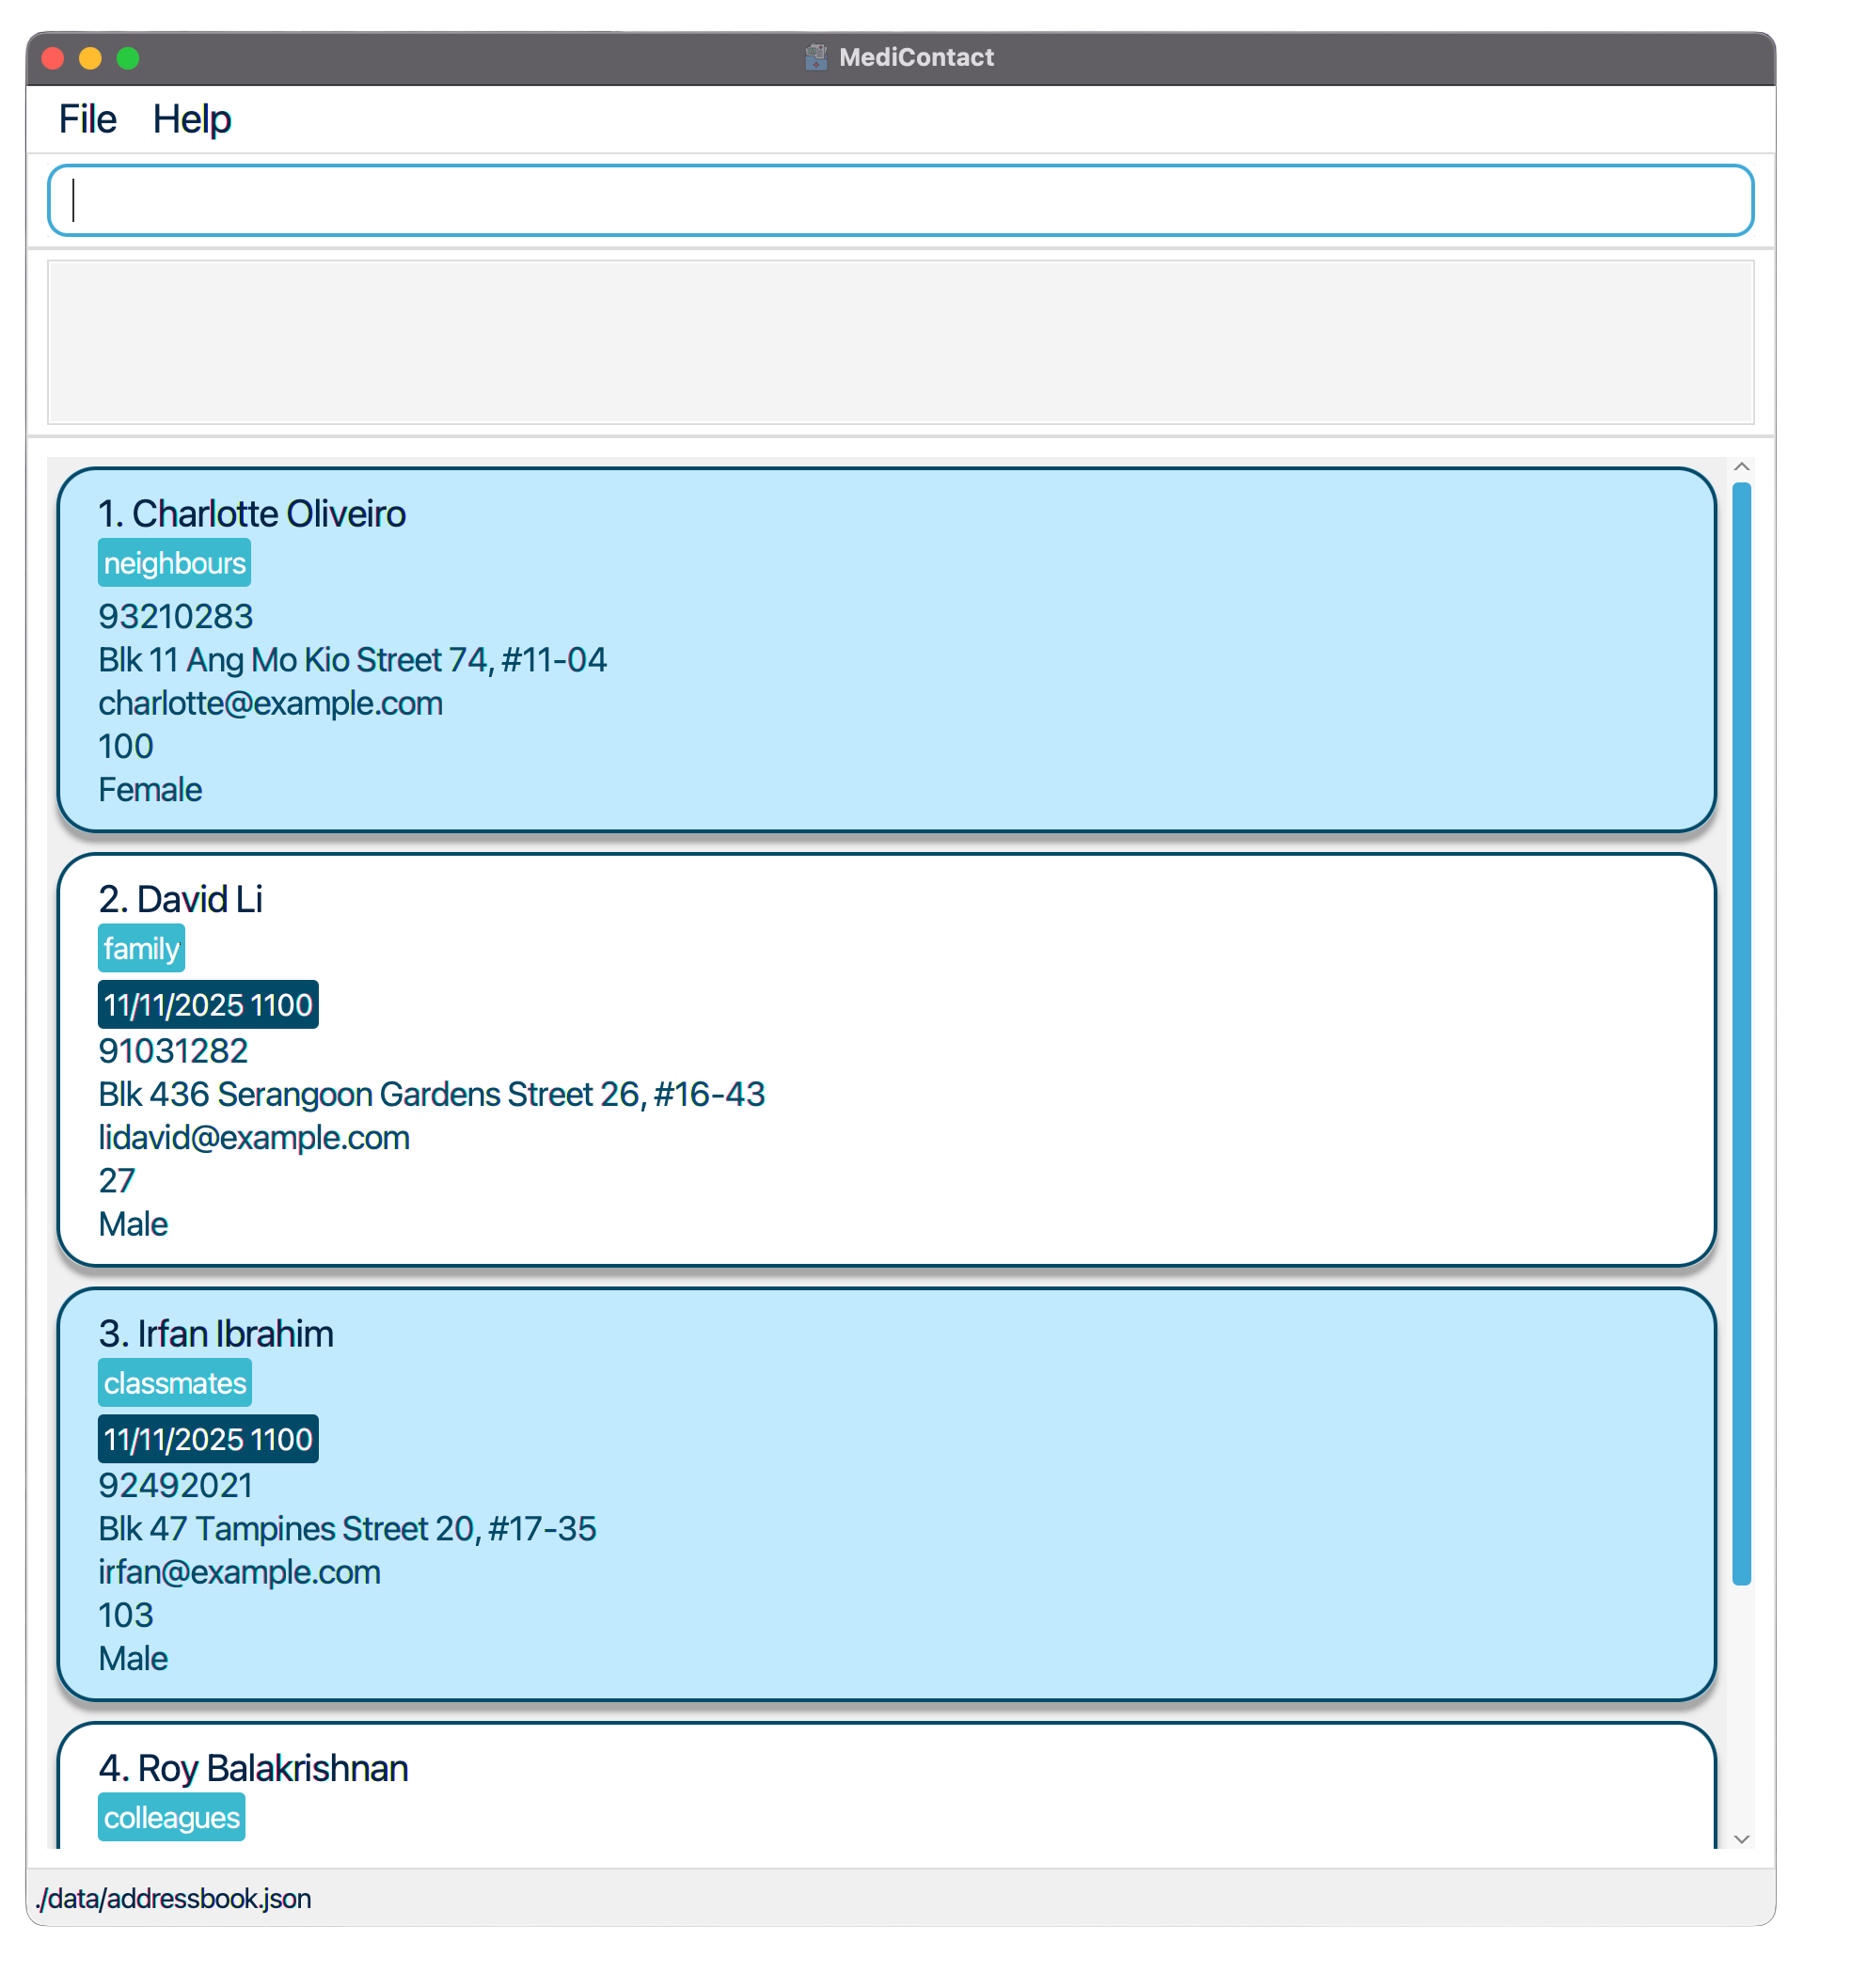 MediContact
File Help
1. Charlotte Oliveiro
neighbours
93210283
Blk 11 Ang Mo Kio Street 74, #11-04
charlotte@example.com
100
Female
2. David Li
family
11/11/2025 1100
91031282
Blk 436 Serangoon Gardens Street 26, #16-43
lidavid@example.com
27
Male
3. Irfan Ibrahim
classmates
11/11/2025 1100
92492021
Blk 47 Tampines Street 20, #17-35
irfan@example.com
103
Male
4. Roy Balakrishnan
colleagues
./data/addressbook.json